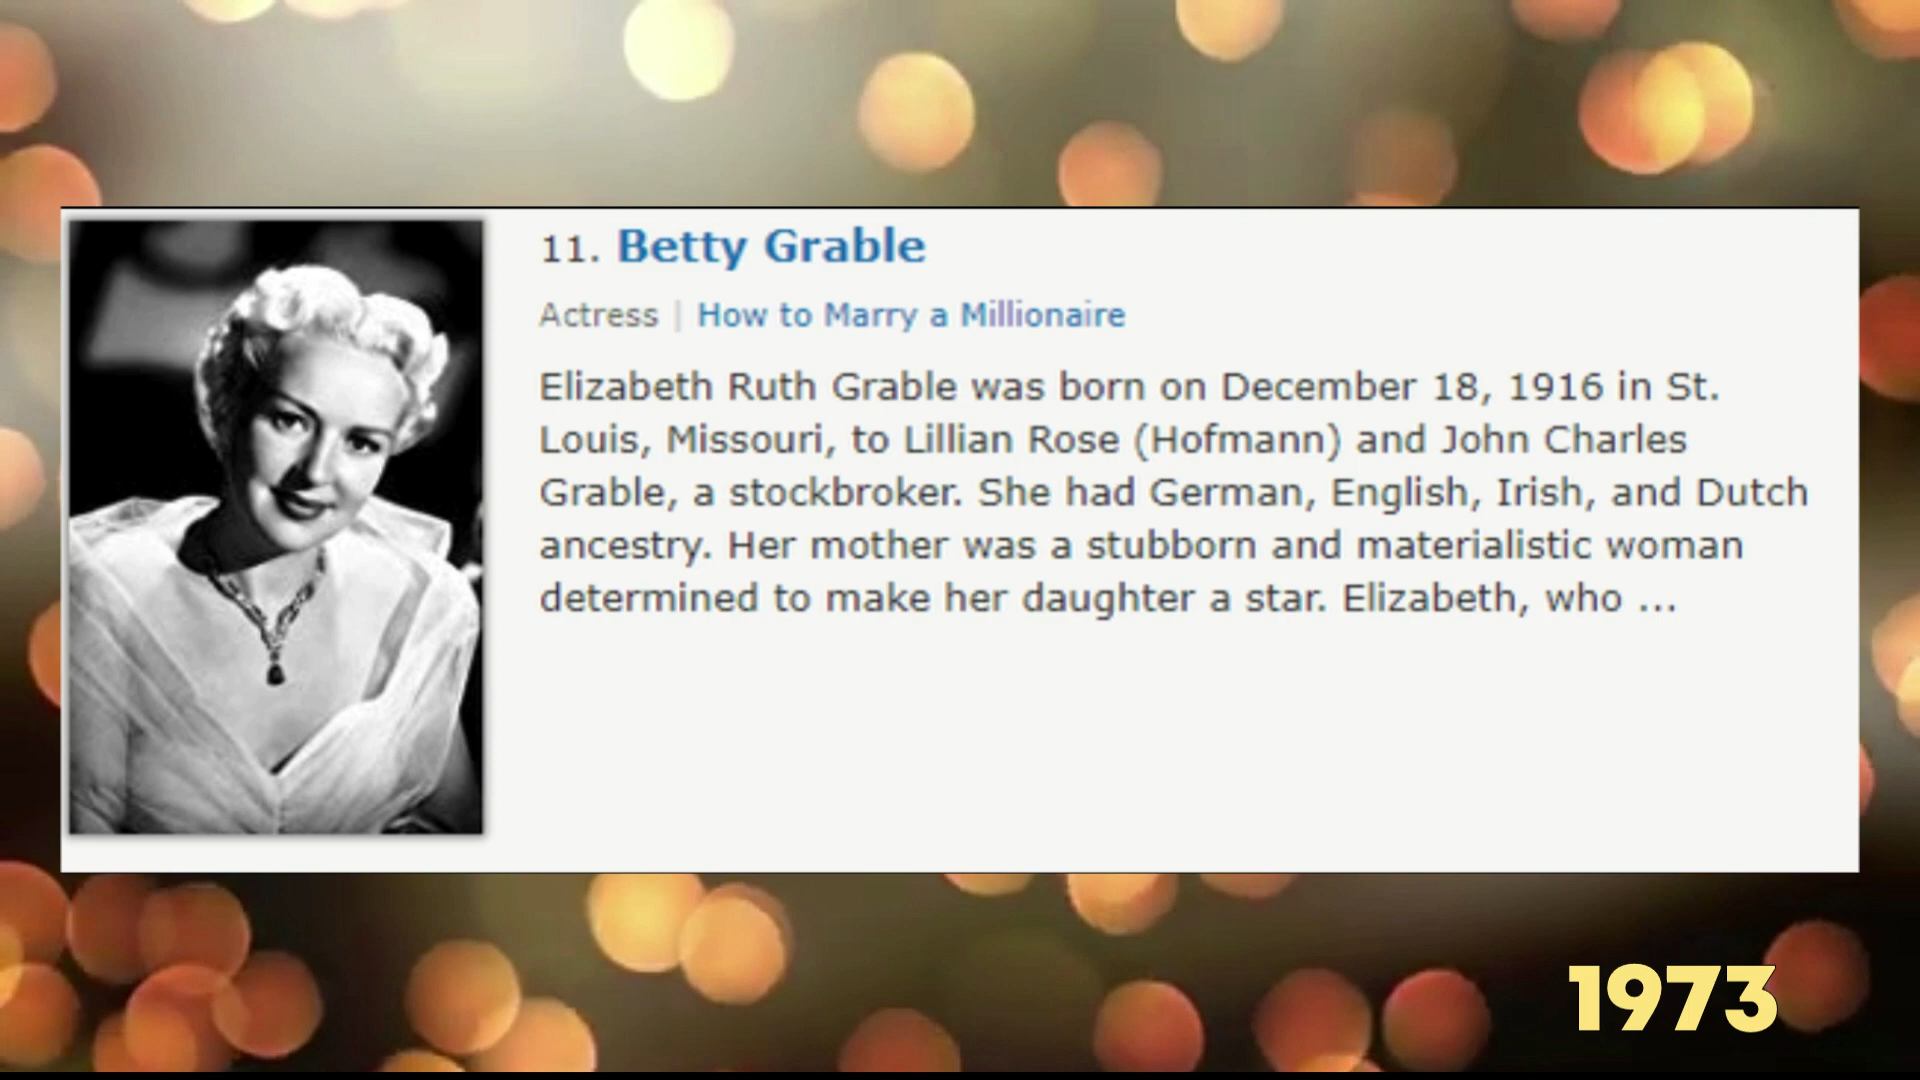 11. Betty Grable
Actress | How to Marry a Millionaire
Elizabeth Ruth Grable was born on December 18, 1916 in St.
Louis, Missouri, to Lillian Rose (Hofmann) and John Charles
Grable, a stockbroker. She had German, English, Irish, and Dutch
ancestry. Her mother was a stubborn and materialistic woman
determined to make her daughter a star. Elizabeth, who ...
1973